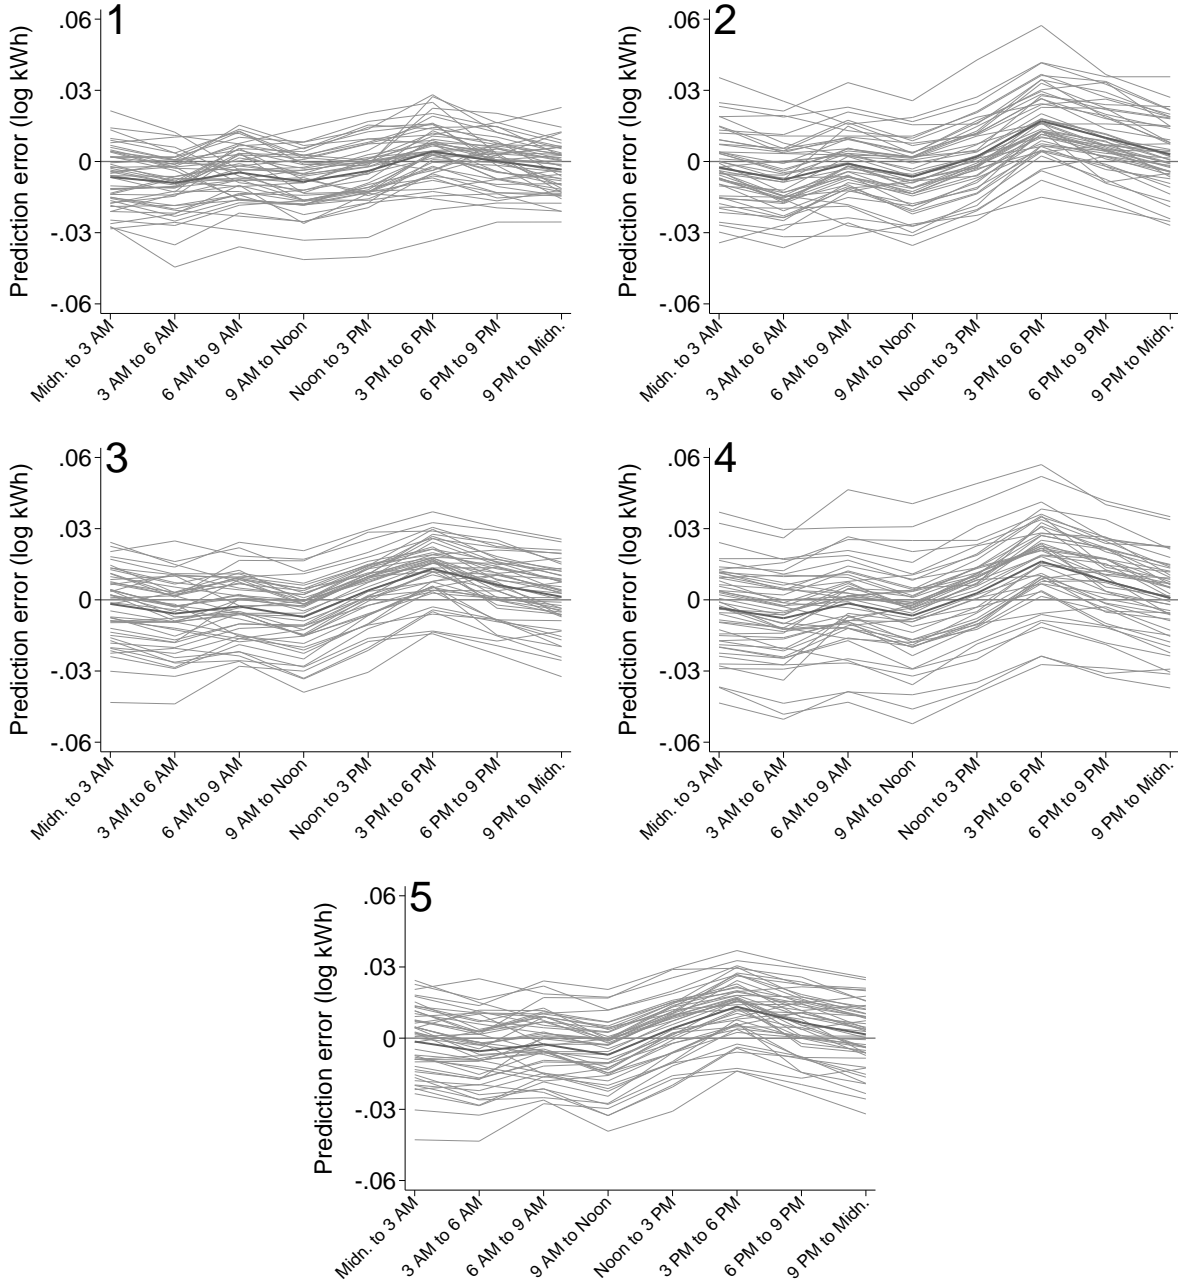 1
Prediction error (log kWh)
.06
.03
0
-.03
-.06
Midn. to 3 AM
3 AM to 6 AM
6 AM to 9 AM
9 AM to Noon
Noon to 3 PM
3 PM to 6 PM
6 PM to 9 PM
9 PM to Midn.
2
Prediction error (log kWh)
.06
.03
0
-.03
-.06
Midn. to 3 AM
3 AM to 6 AM
6 AM to 9 AM
9 AM to Noon
Noon to 3 PM
3 PM to 6 PM
6 PM to 9 PM
9 PM to Midn.
3
Prediction error (log kWh)
.06
.03
0
-.03
-.06
Midn. to 3 AM
3 AM to 6 AM
6 AM to 9 AM
9 AM to Noon
Noon to 3 PM
3 PM to 6 PM
6 PM to 9 PM
9 PM to Midn.
4
Prediction error (log kWh)
.06
.03
0
-.03
-.06
Midn. to 3 AM
3 AM to 6 AM
6 AM to 9 AM
9 AM to Noon
Noon to 3 PM
3 PM to 6 PM
6 PM to 9 PM
9 PM to Midn.
5
Prediction error (log kWh)
.06
.03
0
-.03
-.06
Midn. to 3 AM
3 AM to 6 AM
6 AM to 9 AM
9 AM to Noon
Noon to 3 PM
3 PM to 6 PM
6 PM to 9 PM
9 PM to Midn.